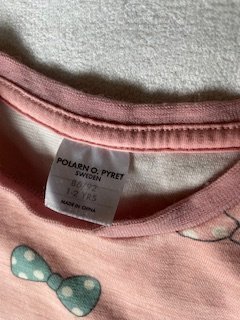 POLARN O. PYRET
SWEDEN
86/92
1-2 YRS
MADE IN CHINA